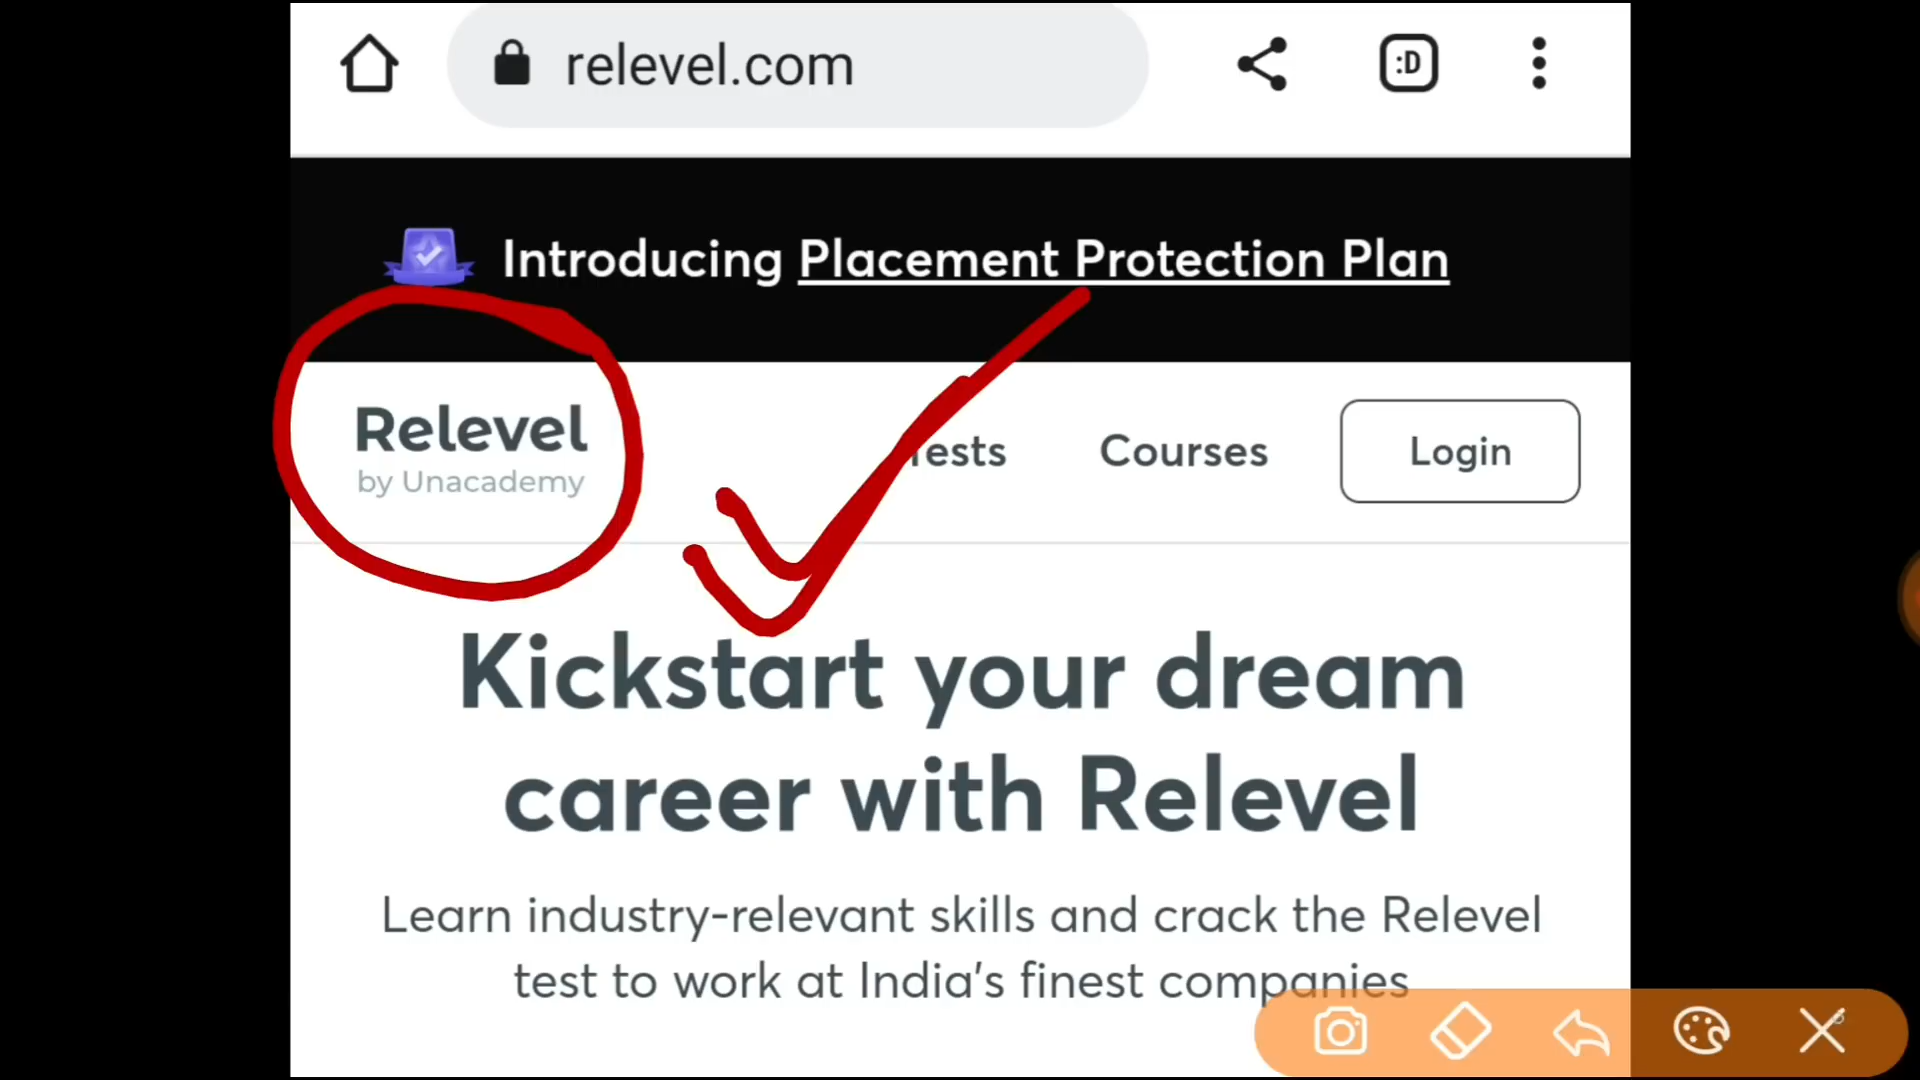 relevel.com
:D
Introducing Placement Protection Plan
Relevel
by Unacademy
Tests Courses Login
Kickstart your dream
career with Relevel
Learn industry-relevant skills and crack the Relevel
test to work at India's finest companies